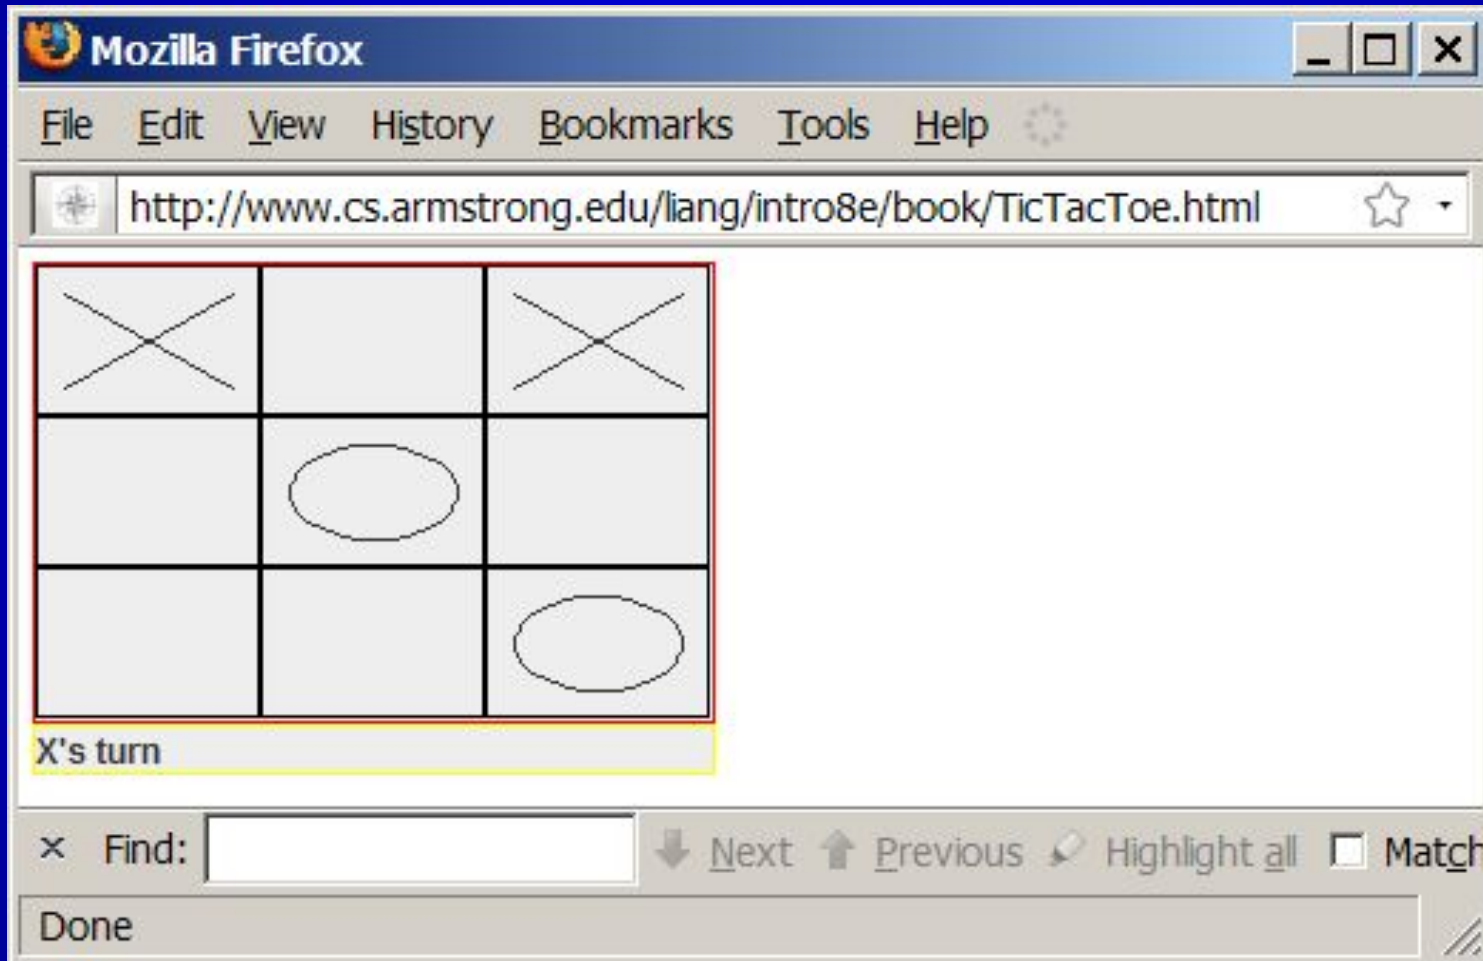 Mozilla Firefox
File Edit View History Bookmarks Tools Help
http://www.cs.armstrong.edu/liang/intro8e/book/TicTacToe.html
X's turn
× Find: Next Previous Highlight all Match
Done